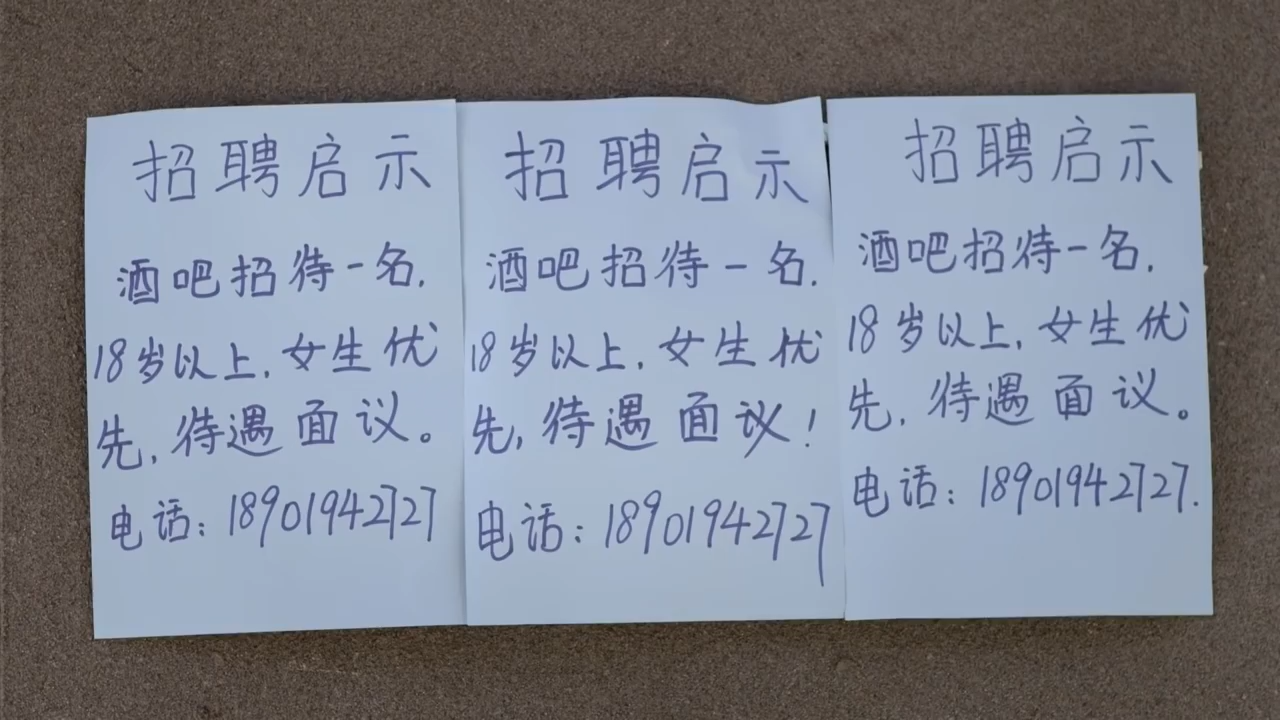 招聘启示
酒吧招待一名.
18岁以上,女生优
先,待遇面议。
电话:18901942727
招聘启示
酒吧招待一名.
18岁以上,女生优
先,待遇面议!
电话:18901942727
招聘启示
酒吧招待一名.
18岁以上,女生优
先,待遇面议。
电话:18901942727.